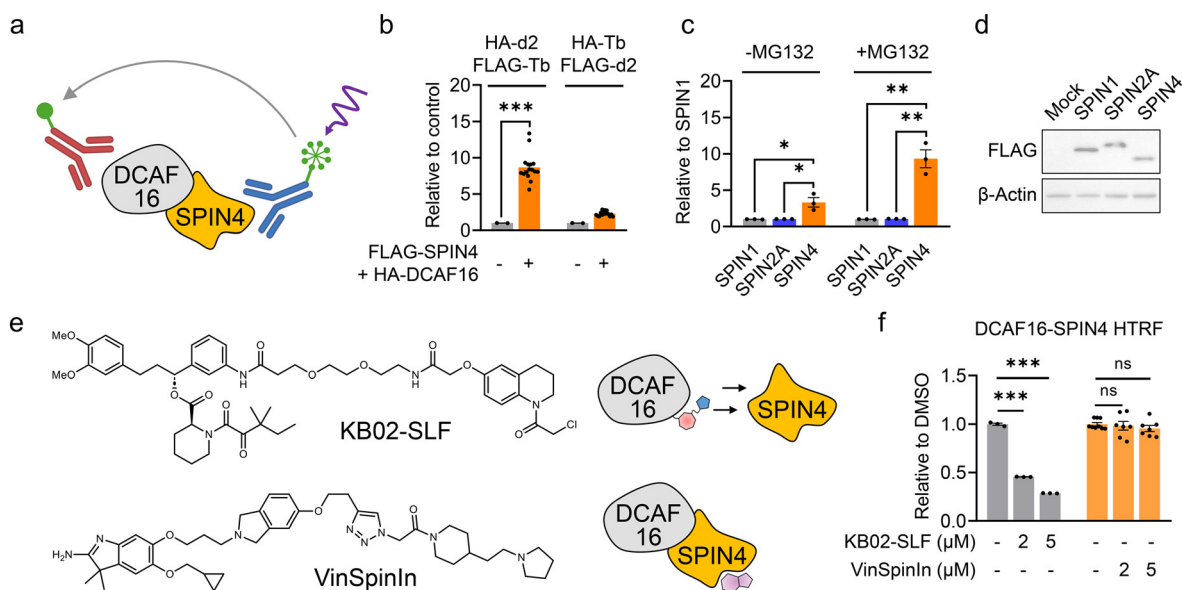 a
DCAF
16
SPIN4
b
HA-d2
FLAG-Tb
HA-Tb
FLAG-d2
Relative to control
20
15
10
5
0
***
FLAG-SPIN4
+ HA-DCAF16
- + - +
c
-MG132
+MG132
Relative to SPIN1
20
15
10
5
0
*
*
**
**
SPIN1
SPIN2A
SPIN4
SPIN1
SPIN2A
SPIN4
d
Mock
SPIN1
SPIN2A
SPIN4
FLAG
β-Actin
e
MeO
MeO
O
O
O
N
O
O
N
H
O
O
O
N
H
O
O
N
O
Cl
KB02-SLF
DCAF
16
SPIN4
H₂N
N
O
O
N
O
N
N=N
O
N
N
VinSpinIn
DCAF
16
SPIN4
f
DCAF16-SPIN4 HTRF
Relative to DMSO
1.5
1.0
0.5
0.0
***
***
ns
ns
KB02-SLF (µM) - 2 5
VinSpinIn (µM) - 2 5